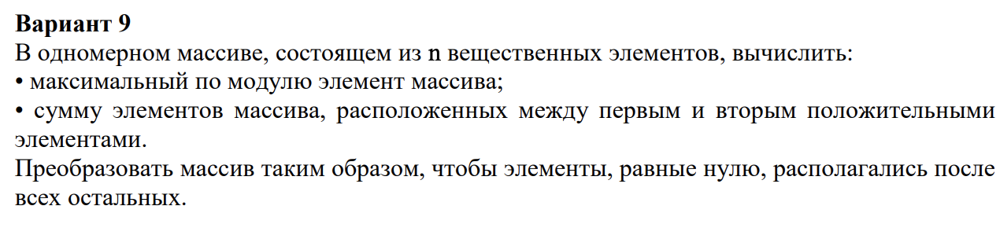 Вариант 9
В одномерном массиве, состоящем из n вещественных элементов, вычислить:
• максимальный по модулю элемент массива;
• сумму элементов массива, расположенных между первым и вторым положительными
элементами.
Преобразовать массив таким образом, чтобы элементы, равные нулю, располагались после
всех остальных.